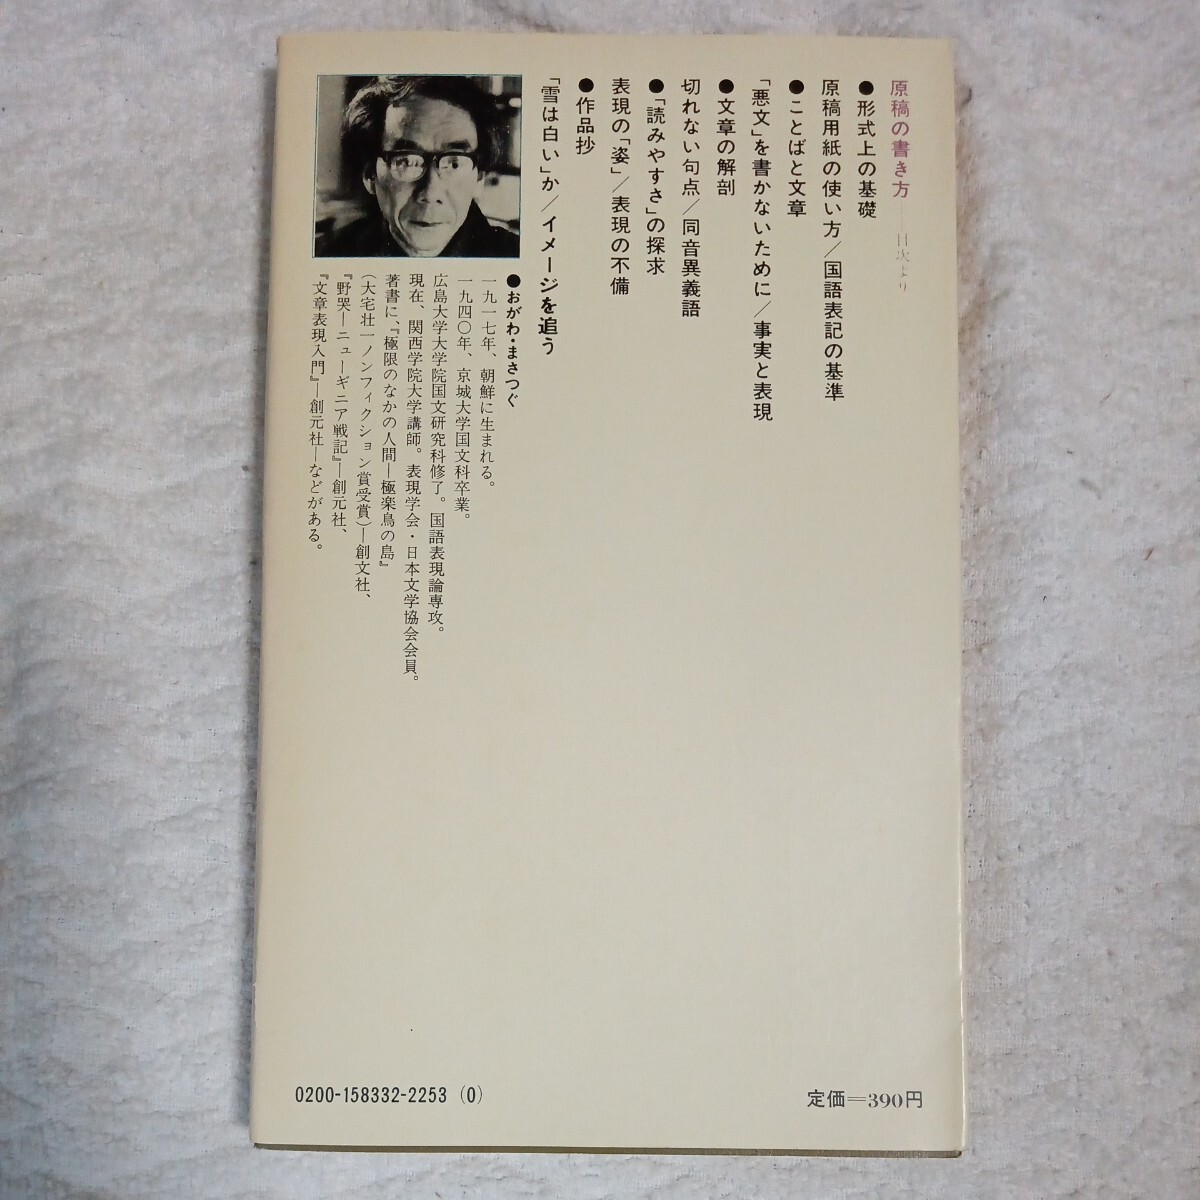 原稿の書き方――目次より
●形式上の基礎
原稿用紙の使い方/国語表記の基準
●ことばと文章
「悪文」を書かないために/事実と表現
●文章の解剖
切れない句点/同音異義語
●「読みやすさ」の探求
表現の「姿」/表現の不備
●作品抄
「雪は白い」か/イメージを追う
●おがわ・まさつぐ
一九一七年、朝鮮に生まれる。
一九四〇年、京城大学国文科卒業。
広島大学大学院国文研究科修了。国語表現論専攻。
現在、関西学院大学講師。表現学会・日本文学協会会員。
著書に、『極限のなかの人間―極楽鳥の島』
(大宅壮一ノンフィクション賞受賞)―創文社、
『野哭―ニューギニア戦記』―創元社、
『文章表現入門』―創元社―などがある。
0200-158332-2253 (0)
定価＝390円